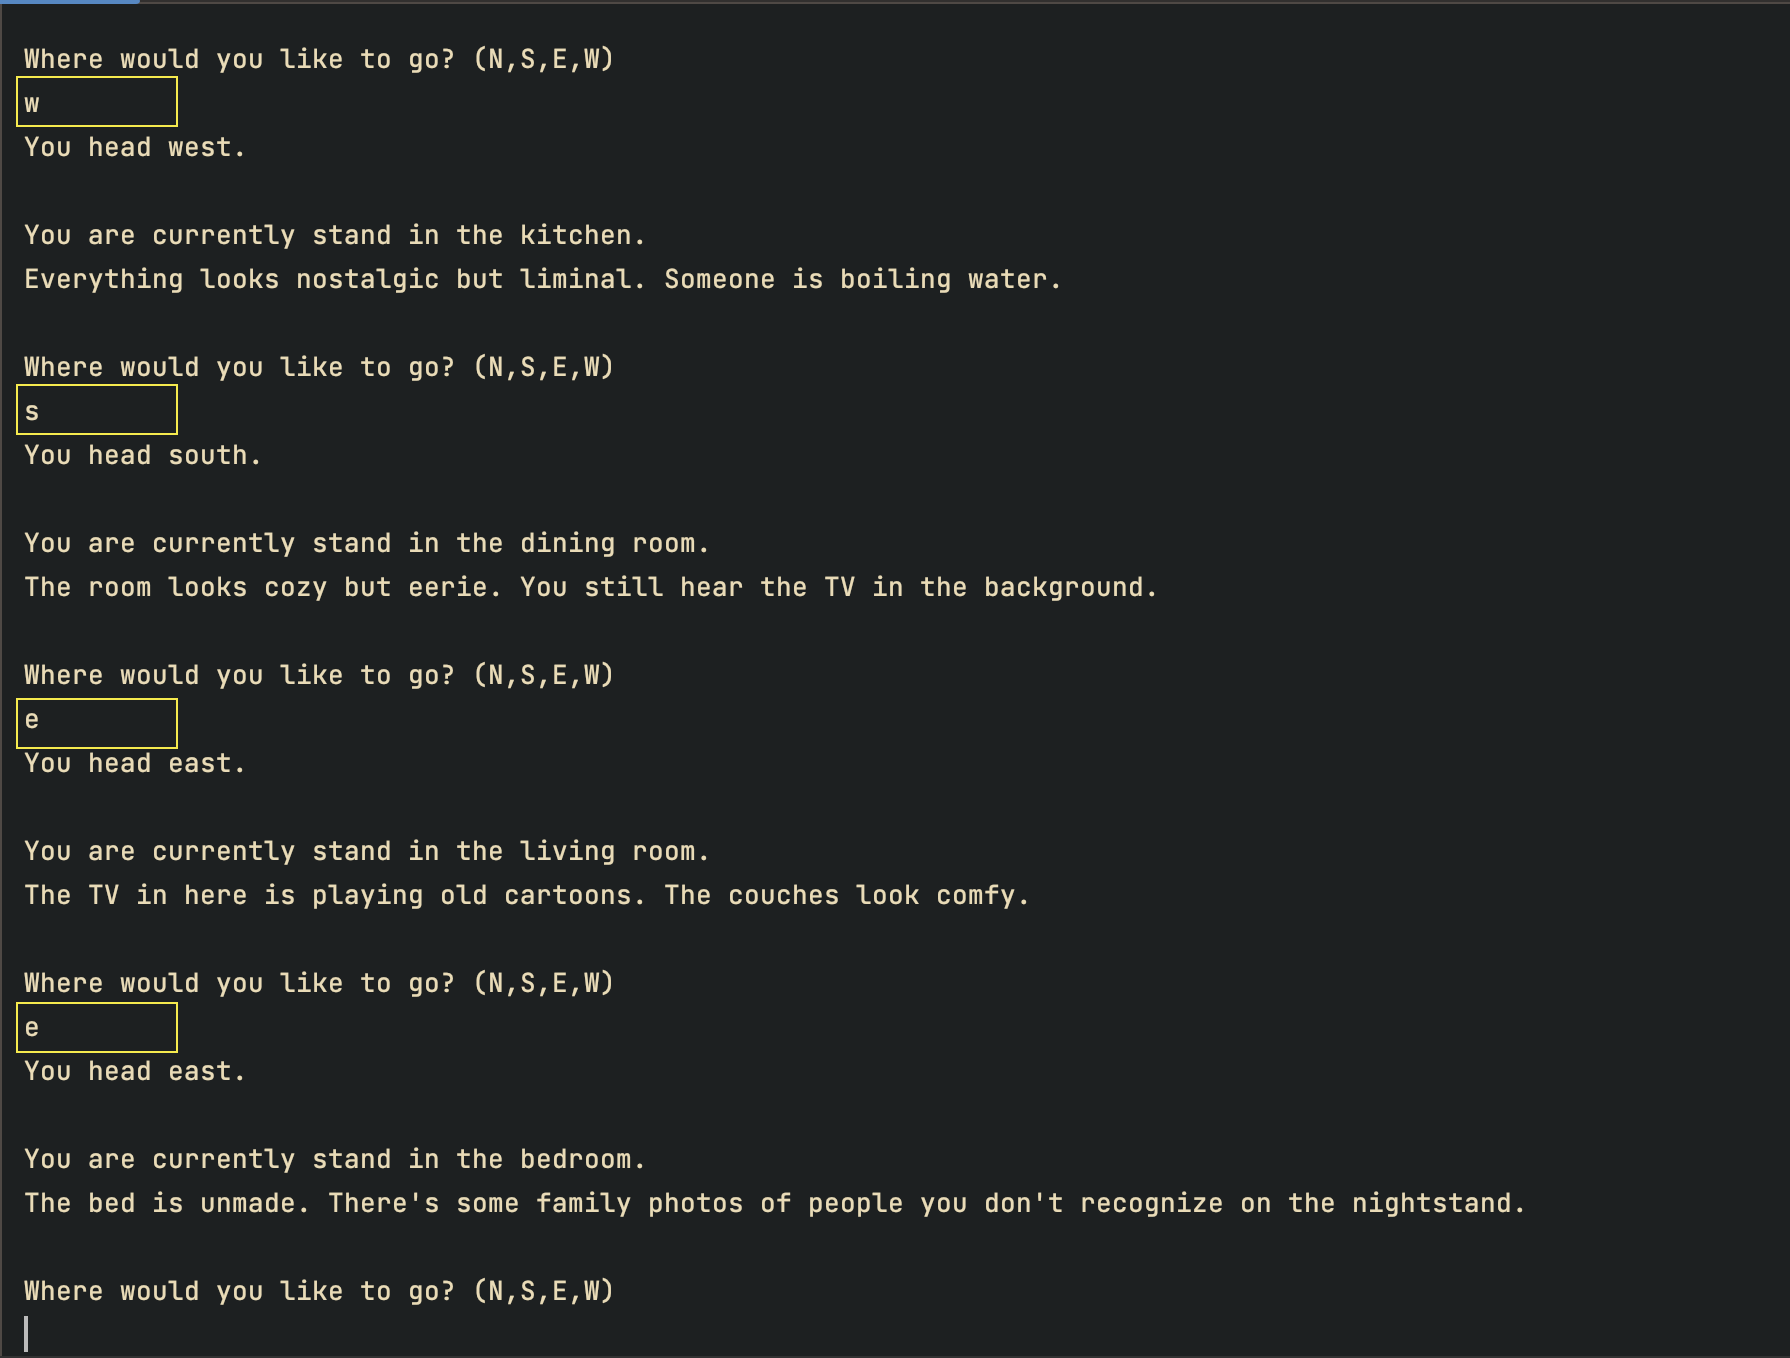 Where would you like to go? (N,S,E,W)
w
You head west.
You are currently stand in the kitchen.
Everything looks nostalgic but liminal. Someone is boiling water.
Where would you like to go? (N,S,E,W)
s
You head south.
You are currently stand in the dining room.
The room looks cozy but eerie. You still hear the TV in the background.
Where would you like to go? (N,S,E,W)
e
You head east.
You are currently stand in the living room.
The TV in here is playing old cartoons. The couches look comfy.
Where would you like to go? (N,S,E,W)
e
You head east.
You are currently stand in the bedroom.
The bed is unmade. There's some family photos of people you don't recognize on the nightstand.
Where would you like to go? (N,S,E,W)